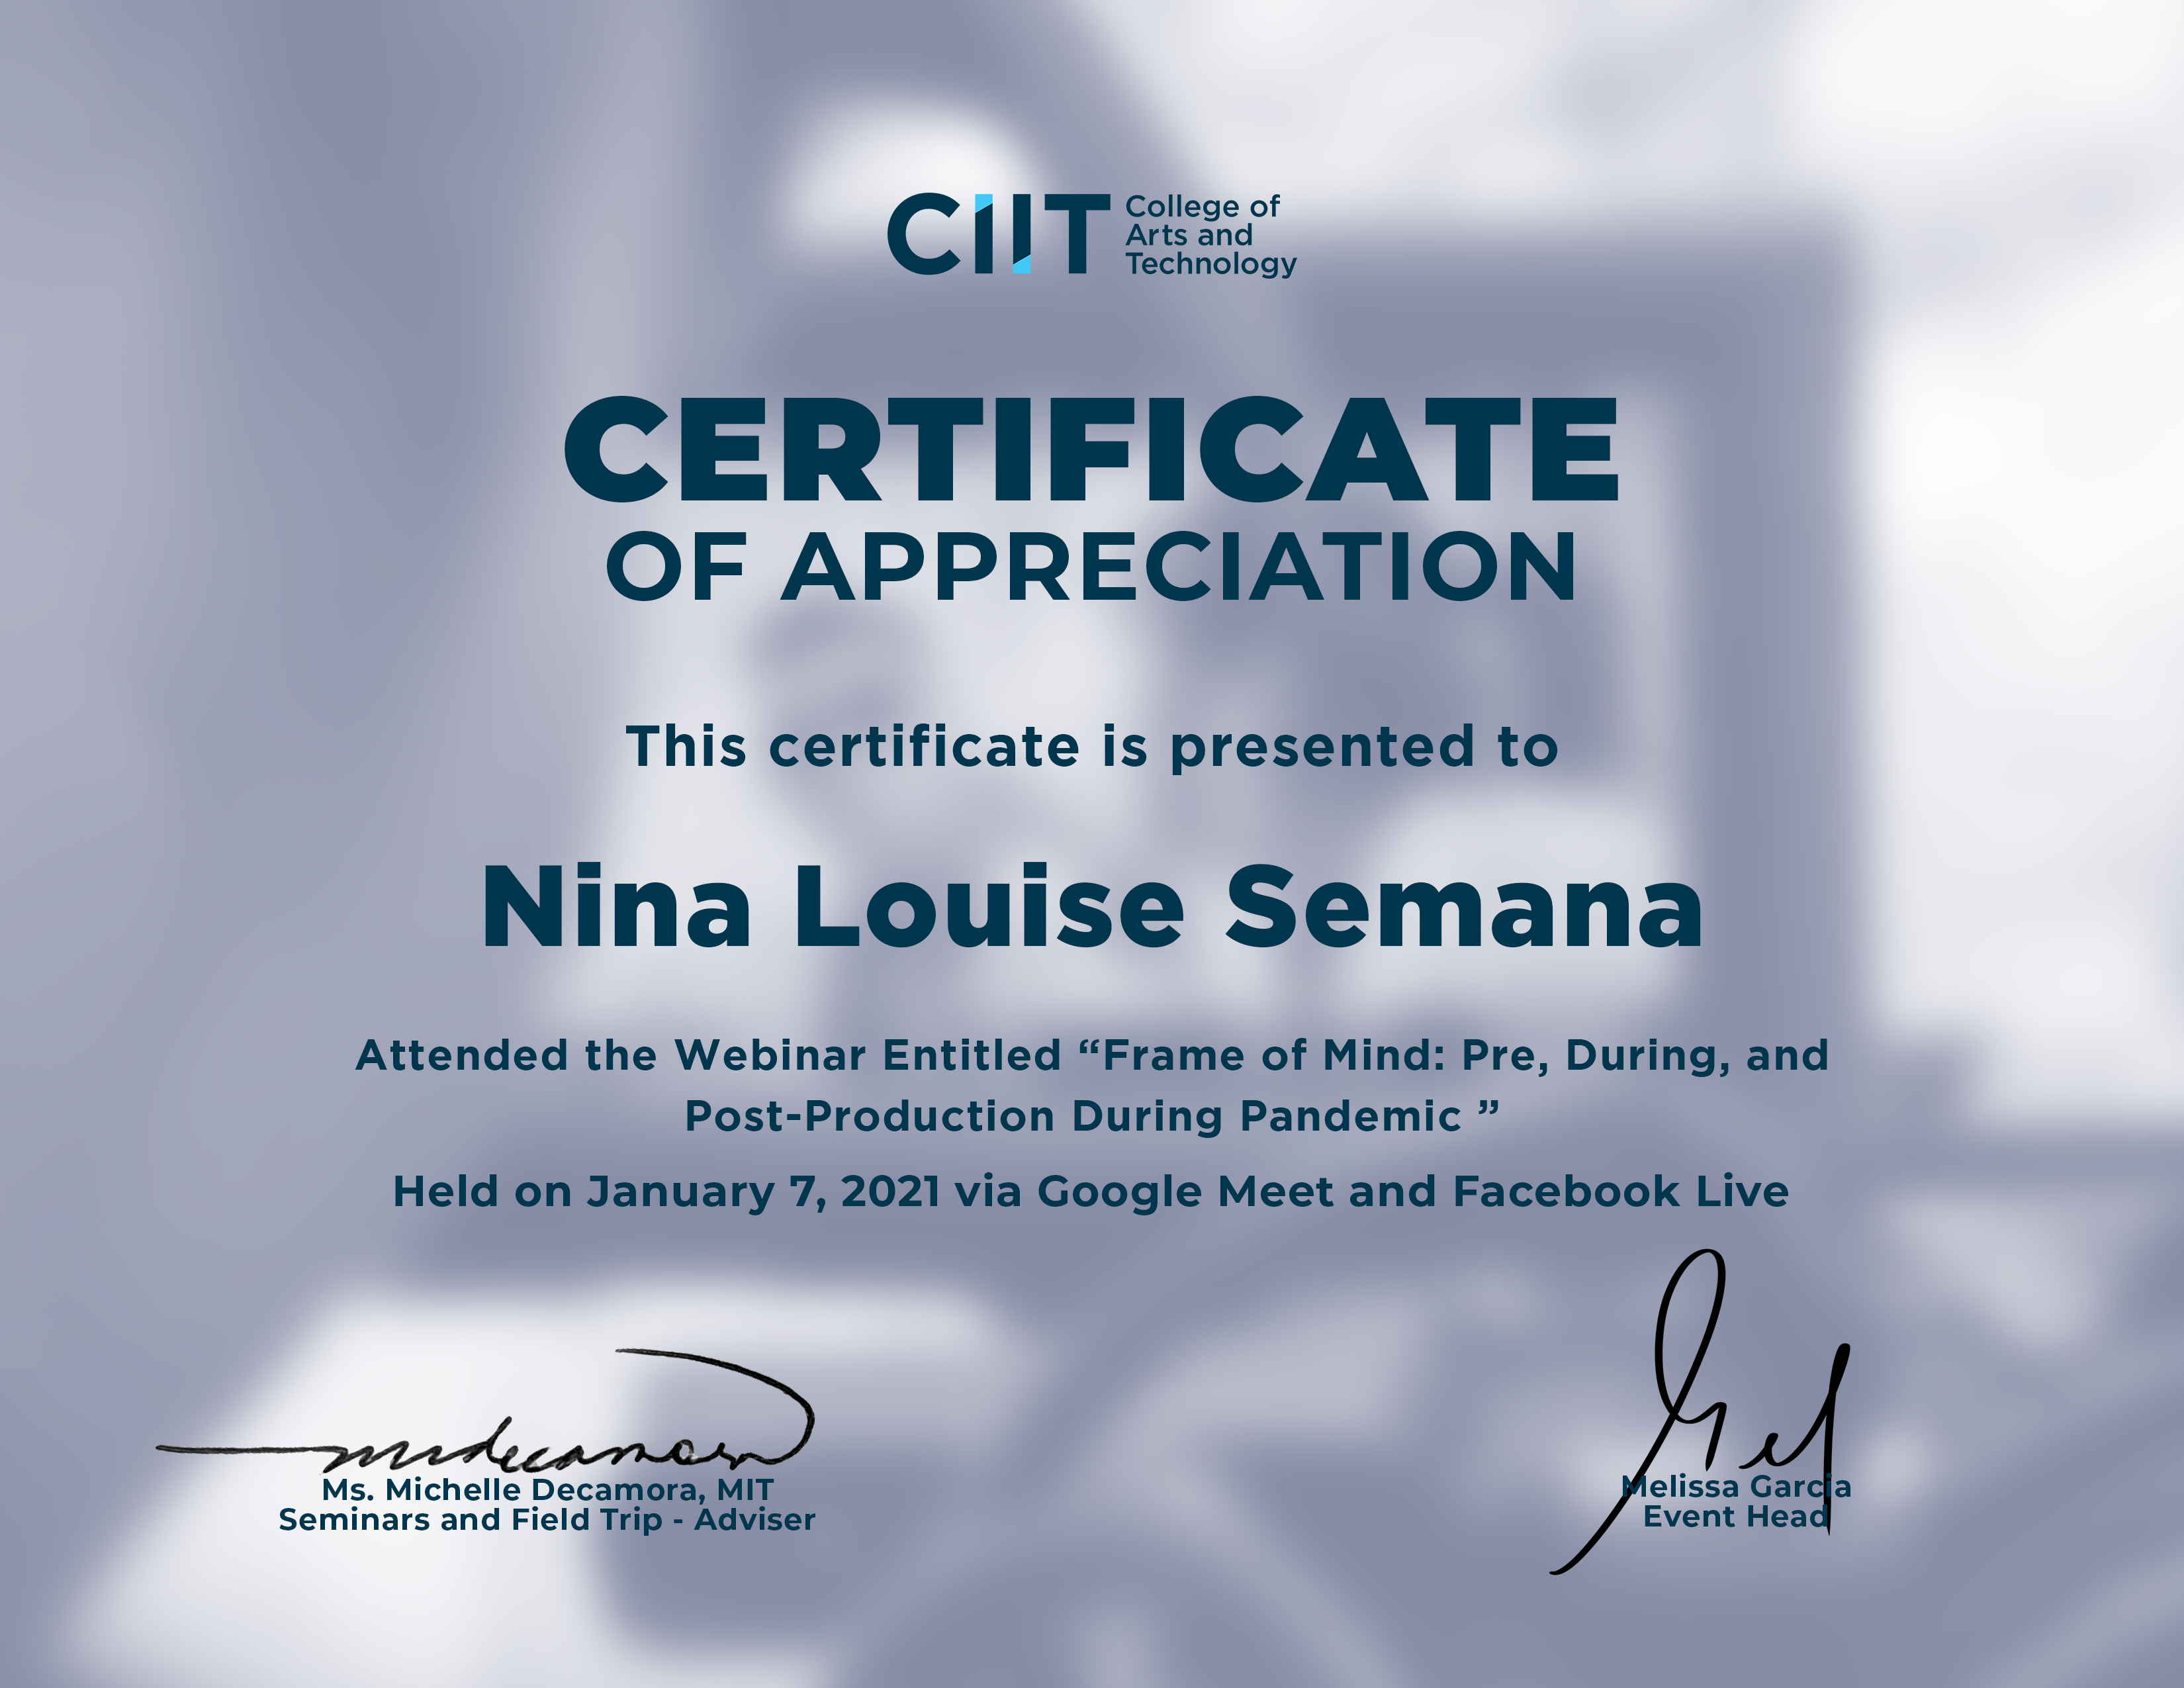 CIIT College of
Arts and
Technology
CERTIFICATE
OF APPRECIATION
This certificate is presented to
Nina Louise Semana
Attended the Webinar Entitled “Frame of Mind: Pre, During, and
Post-Production During Pandemic ”
Held on January 7, 2021 via Google Meet and Facebook Live
Ms. Michelle Decamora, MIT
Seminars and Field Trip - Adviser
Melissa Garcia
Event Head